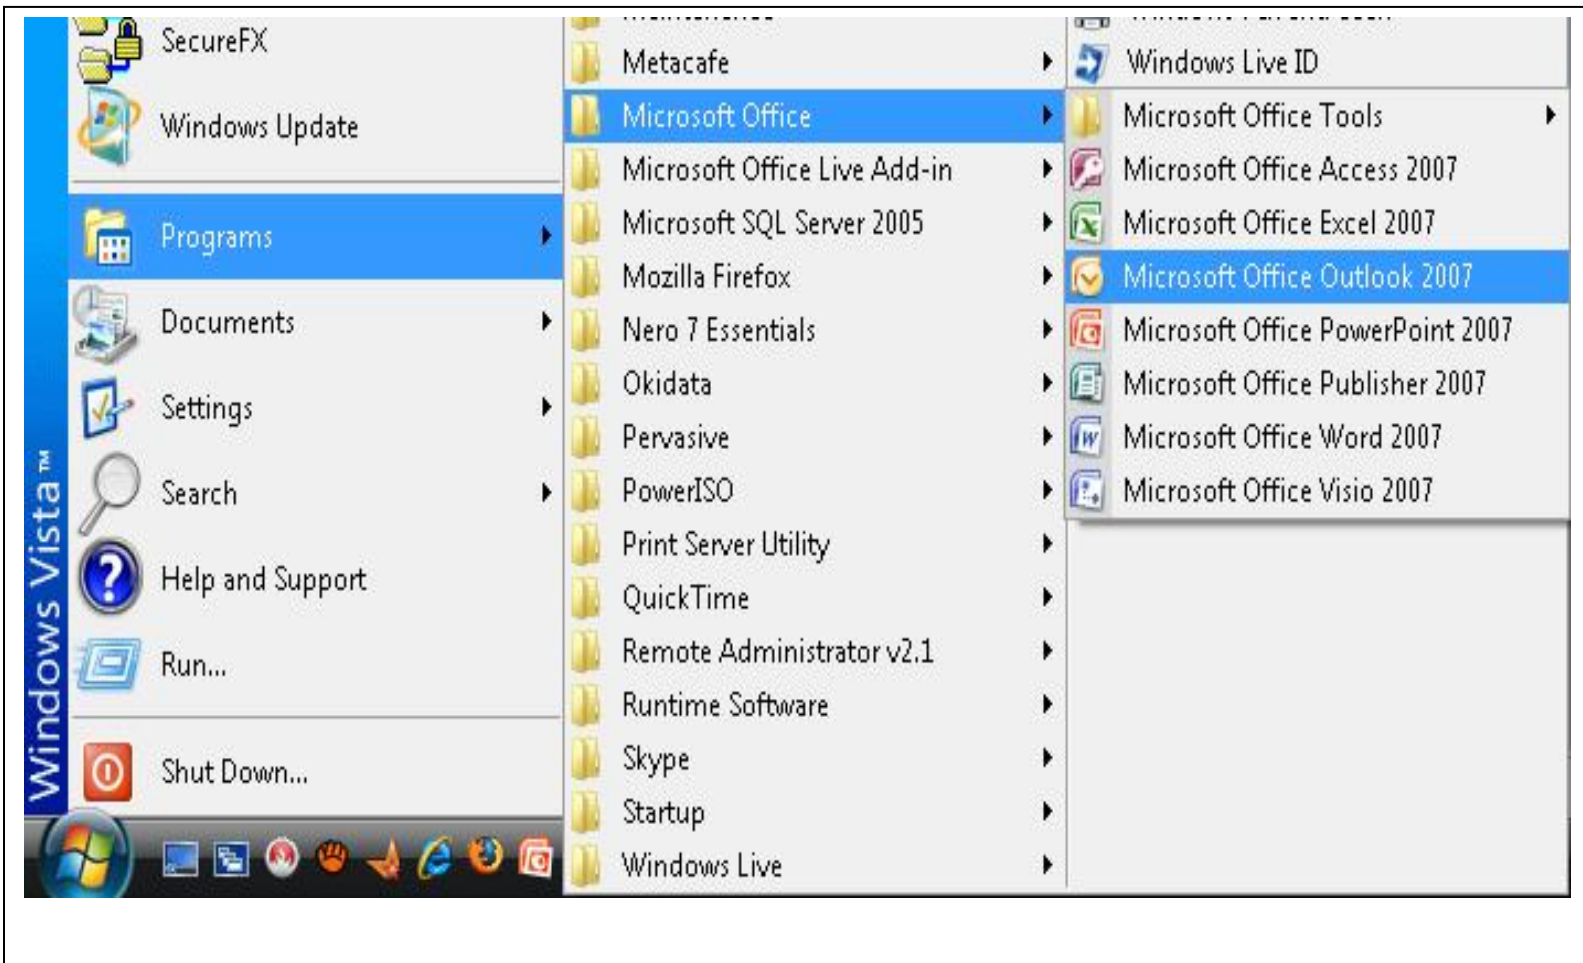 SecureFX
Windows Update
Programs
Documents
Settings
Search
Help and Support
Run...
Shut Down...
Windows Vista™
Metacafe
Microsoft Office
Microsoft Office Live Add-in
Microsoft SQL Server 2005
Mozilla Firefox
Nero 7 Essentials
Okidata
Pervasive
PowerISO
Print Server Utility
QuickTime
Remote Administrator v2.1
Runtime Software
Skype
Startup
Windows Live
Windows Live ID
Microsoft Office Tools
Microsoft Office Access 2007
Microsoft Office Excel 2007
Microsoft Office Outlook 2007
Microsoft Office PowerPoint 2007
Microsoft Office Publisher 2007
Microsoft Office Word 2007
Microsoft Office Visio 2007